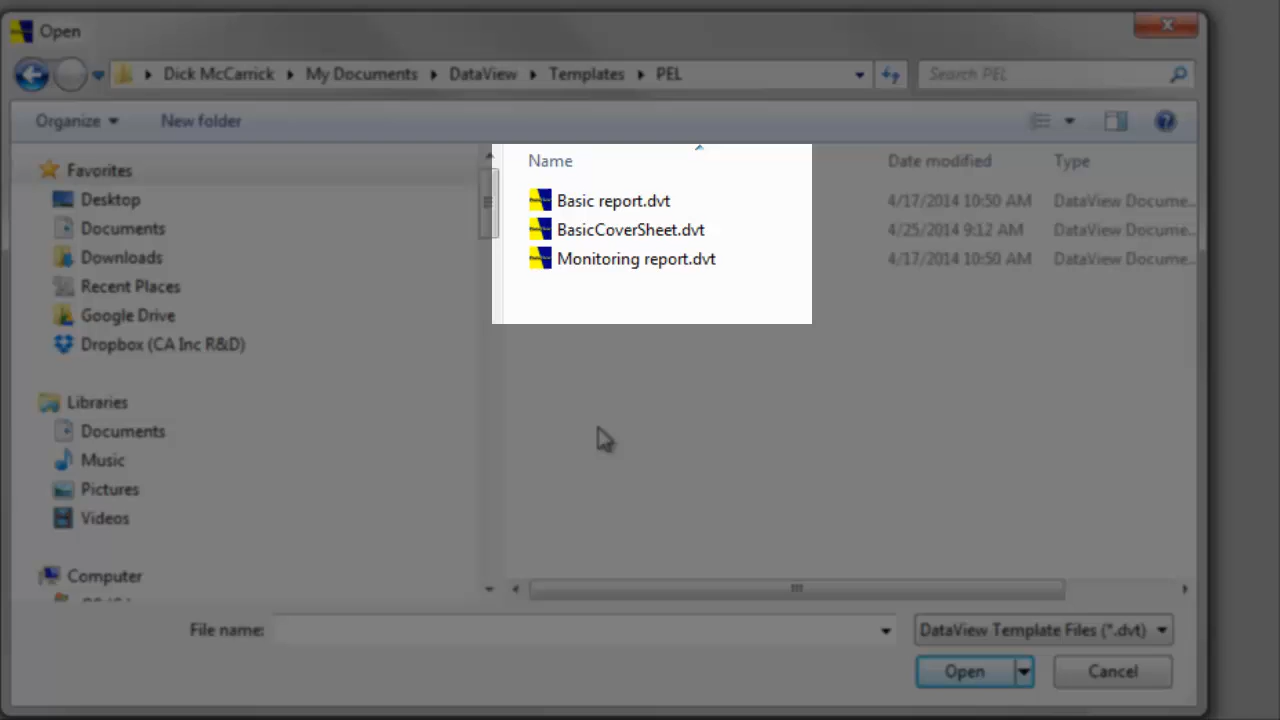 Open
Dick McCarrick My Documents DataView Templates PEL Search PEL
Organize New folder
Name Date modified Type
Basic report.dvt 4/17/2014 10:50 AM DataView Docume...
BasicCoverSheet.dvt 4/25/2014 9:12 AM DataView Docume...
Monitoring report.dvt 4/17/2014 10:50 AM DataView Docume...
Favorites
Desktop
Documents
Downloads
Recent Places
Google Drive
Dropbox (CA Inc R&D)
Libraries
Documents
Music
Pictures
Videos
Computer
File name: DataView Template Files (*.dvt)
Open Cancel